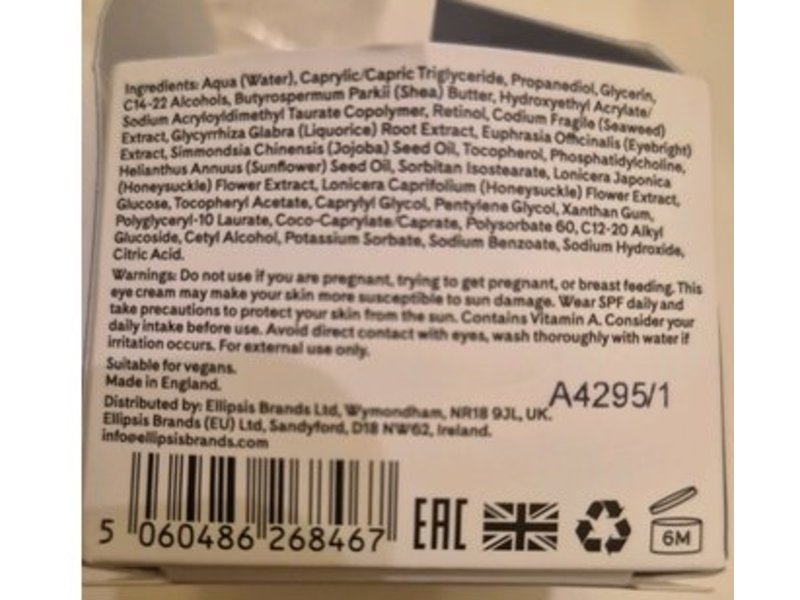 Ingredients: Aqua (Water), Caprylic/Capric Triglyceride, Propanediol, Glycerin,
C14-22 Alcohols, Butyrospermum Parkii (Shea) Butter, Hydroxyethyl Acrylate/
Sodium Acryloyldimethyl Taurate Copolymer, Retinol, Codium Fragile (Seaweed)
Extract, Glycyrrhiza Glabra (Liquorice) Root Extract, Euphrasia Officinalis (Eyebright)
Extract, Simmondsia Chinensis (Jojoba) Seed Oil, Tocopherol, Phosphatidylcholine,
Helianthus Annuus (Sunflower) Seed Oil, Sorbitan Isostearate, Lonicera Japonica
(Honeysuckle) Flower Extract, Lonicera Caprifolium (Honeysuckle) Flower Extract,
Glucose, Tocopheryl Acetate, Caprylyl Glycol, Pentylene Glycol, Xanthan Gum,
Polyglyceryl-10 Laurate, Coco-Caprylate/Caprate, Polysorbate 60, C12-20 Alkyl
Glucoside, Cetyl Alcohol, Potassium Sorbate, Sodium Benzoate, Sodium Hydroxide,
Citric Acid.
Warnings: Do not use if you are pregnant, trying to get pregnant, or breast feeding. This
eye cream may make your skin more susceptible to sun damage. Wear SPF daily and
take precautions to protect your skin from the sun. Contains Vitamin A. Consider your
daily intake before use. Avoid direct contact with eyes, wash thoroughly with water if
irritation occurs. For external use only.
Suitable for vegans.
Made in England.
A4295/1
Distributed by: Ellipsis Brands Ltd, Wymondham, NR18 9JL, UK.
Ellipsis Brands (EU) Ltd, Sandyford, D18 NW62, Ireland.
info@ellipsisbrands.com
5 060486 268467
EAC
6M